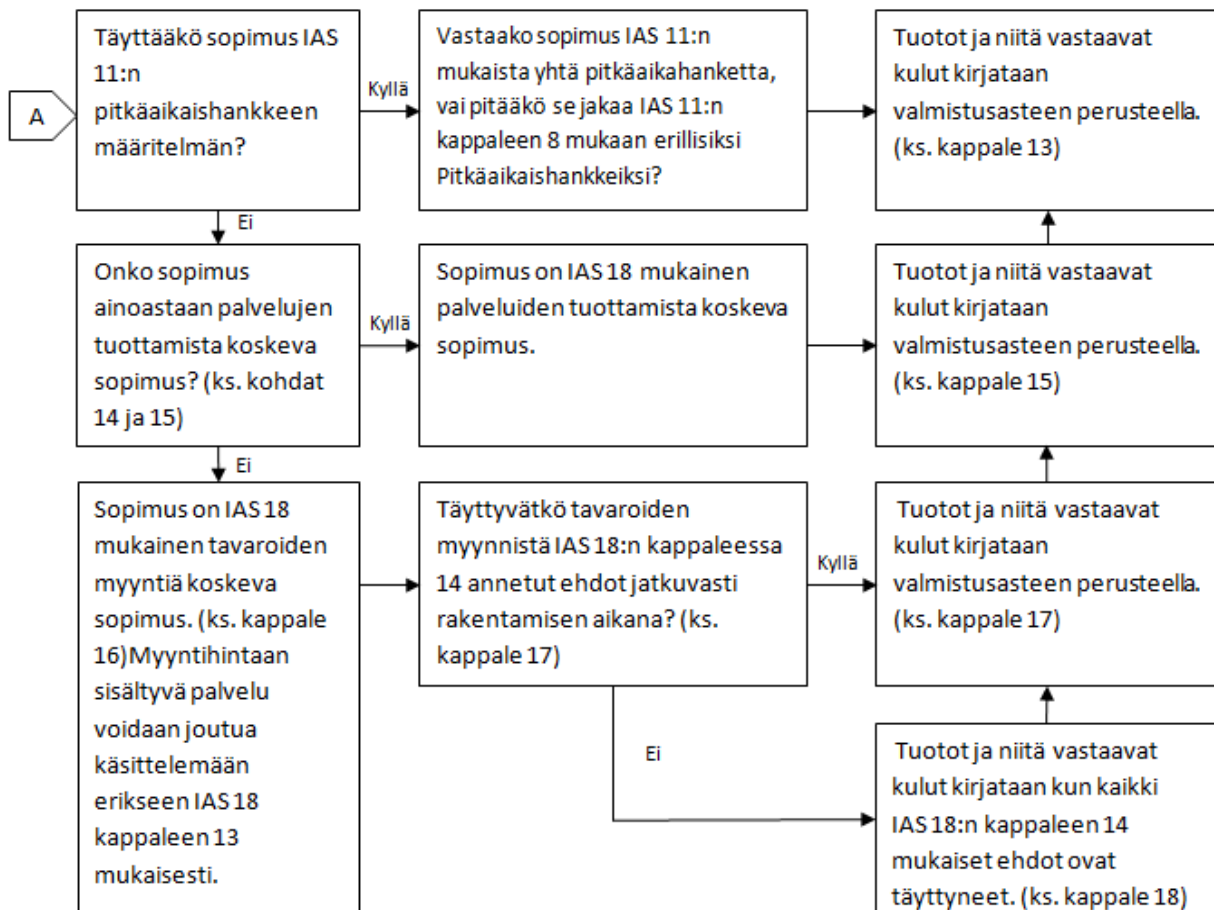 A
Täyttääkö sopimus IAS
11:n
pitkäaikaishankkeen
määritelmän?
Kyllä
Vastaako sopimus IAS 11:n
mukaista yhtä pitkäaikahanketta,
vai pitääkö se jakaa IAS 11:n
kappaleen 8 mukaan erillisiksi
Pitkäaikaishankkeiksi?
Tuotot ja niitä vastaavat
kulut kirjataan
valmistusasteen perusteella.
(ks. kappale 13)
Ei
Onko sopimus
ainoastaan palvelujen
tuottamista koskeva
sopimus? (ks. kohdat
14 ja 15)
Kyllä
Sopimus on IAS 18 mukainen
palveluiden tuottamista koskeva
sopimus.
Tuotot ja niitä vastaavat
kulut kirjataan
valmistusasteen perusteella.
(ks. kappale 15)
Ei
Sopimus on IAS 18
mukainen tavaroiden
myyntiä koskeva
sopimus. (ks. kappale
16)Myyntihintaan
sisältyvä palvelu
voidaan joutua
käsittelemään
erikseen IAS 18
kappaleen 13
mukaisesti.
Täyttyvätkö tavaroiden
myynnistä IAS 18:n kappaleessa
14 annetut ehdot jatkuvasti
rakentamisen aikana? (ks.
kappale 17)
Kyllä
Tuotot ja niitä vastaavat
kulut kirjataan
valmistusasteen perusteella.
(ks. kappale 17)
Ei
Tuotot ja niitä vastaavat
kulut kirjataan kun kaikki
IAS 18:n kappaleen 14
mukaiset ehdot ovat
täyttyneet. (ks. kappale 18)